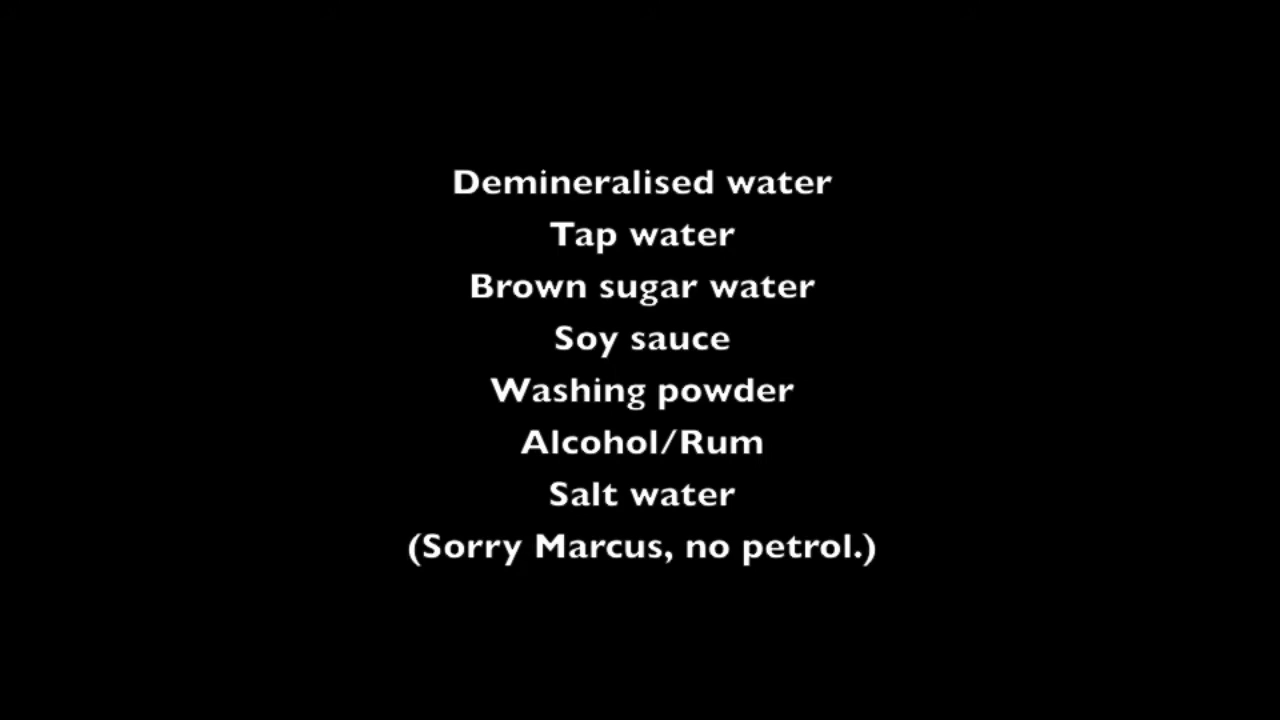 Demineralised water
Tap water
Brown sugar water
Soy sauce
Washing powder
Alcohol/Rum
Salt water
(Sorry Marcus, no petrol.)